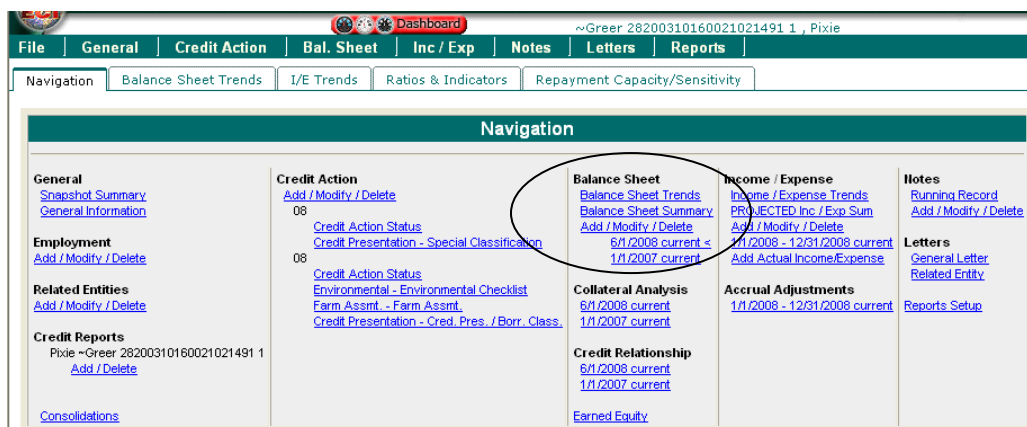 ECI
Dashboard
~Greer 28200310160021021491 1 , Pixie
File General Credit Action Bal. Sheet Inc / Exp Notes Letters Reports
Navigation Balance Sheet Trends I/E Trends Ratios & Indicators Repayment Capacity/Sensitivity
Navigation
General
Snapshot Summary
General Information
Employment
Add / Modify / Delete
Related Entities
Add / Modify / Delete
Credit Reports
Pixie ~Greer 28200310160021021491 1
Add / Delete
Consolidations
Credit Action
Add / Modify / Delete
08
Credit Action Status
Credit Presentation - Special Classification
08
Credit Action Status
Environmental - Environmental Checklist
Farm Assmt. - Farm Assmt.
Credit Presentation - Cred. Pres. / Borr. Class.
Balance Sheet
Balance Sheet Trends
Balance Sheet Summary
Add / Modify / Delete
6/1/2008 current <
1/1/2007 current
Collateral Analysis
6/1/2008 current
1/1/2007 current
Credit Relationship
6/1/2008 current
1/1/2007 current
Earned Equity
Income / Expense
Income / Expense Trends
PROJECTED Inc / Exp Sum
Add / Modify / Delete
1/1/2008 - 12/31/2008 current
Add Actual Income/Expense
Accrual Adjustments
1/1/2008 - 12/31/2008 current
Notes
Running Record
Add / Modify / Delete
Letters
General Letter
Related Entity
Reports Setup